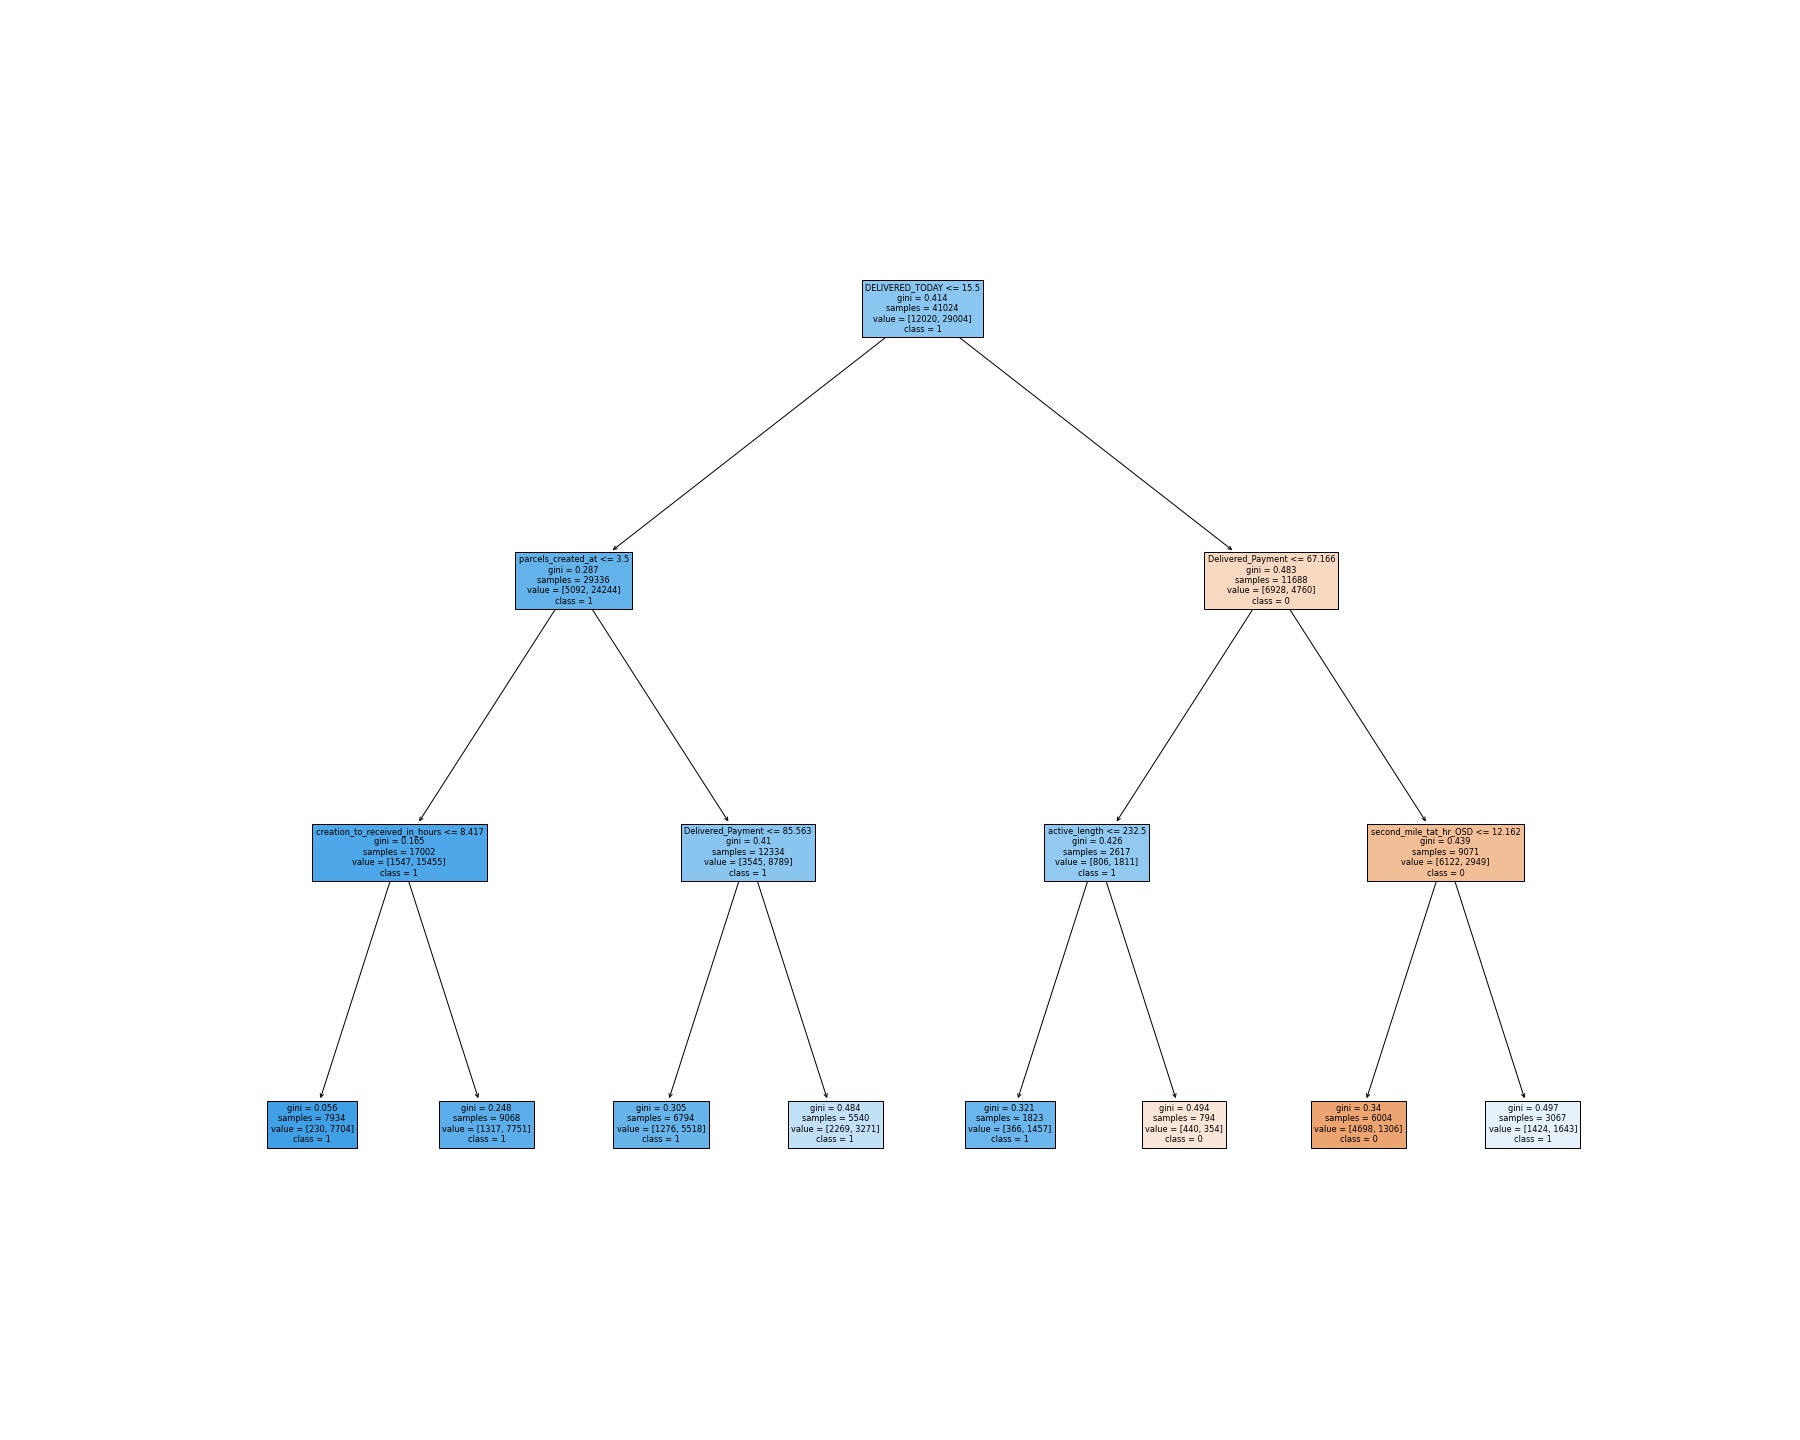 DELIVERED_TODAY <= 15.5
gini = 0.414
samples = 41024
value = [12020, 29004]
class = 1
parcels_created_at <= 3.5
gini = 0.287
samples = 29336
value = [5092, 24244]
class = 1
Delivered_Payment <= 67.166
gini = 0.483
samples = 11688
value = [6928, 4760]
class = 0
creation_to_received_in_hours <= 8.417
gini = 0.165
samples = 17002
value = [1547, 15455]
class = 1
Delivered_Payment <= 85.563
gini = 0.41
samples = 12334
value = [3545, 8789]
class = 1
active_length <= 232.5
gini = 0.426
samples = 2617
value = [806, 1811]
class = 1
second_mile_tat_hr_OSD <= 12.162
gini = 0.439
samples = 9071
value = [6122, 2949]
class = 0
gini = 0.056
samples = 7934
value = [230, 7704]
class = 1
gini = 0.248
samples = 9068
value = [1317, 7751]
class = 1
gini = 0.305
samples = 6794
value = [1276, 5518]
class = 1
gini = 0.484
samples = 5540
value = [2269, 3271]
class = 1
gini = 0.321
samples = 1823
value = [366, 1457]
class = 1
gini = 0.494
samples = 794
value = [440, 354]
class = 0
gini = 0.34
samples = 6004
value = [4698, 1306]
class = 0
gini = 0.497
samples = 3067
value = [1424, 1643]
class = 1